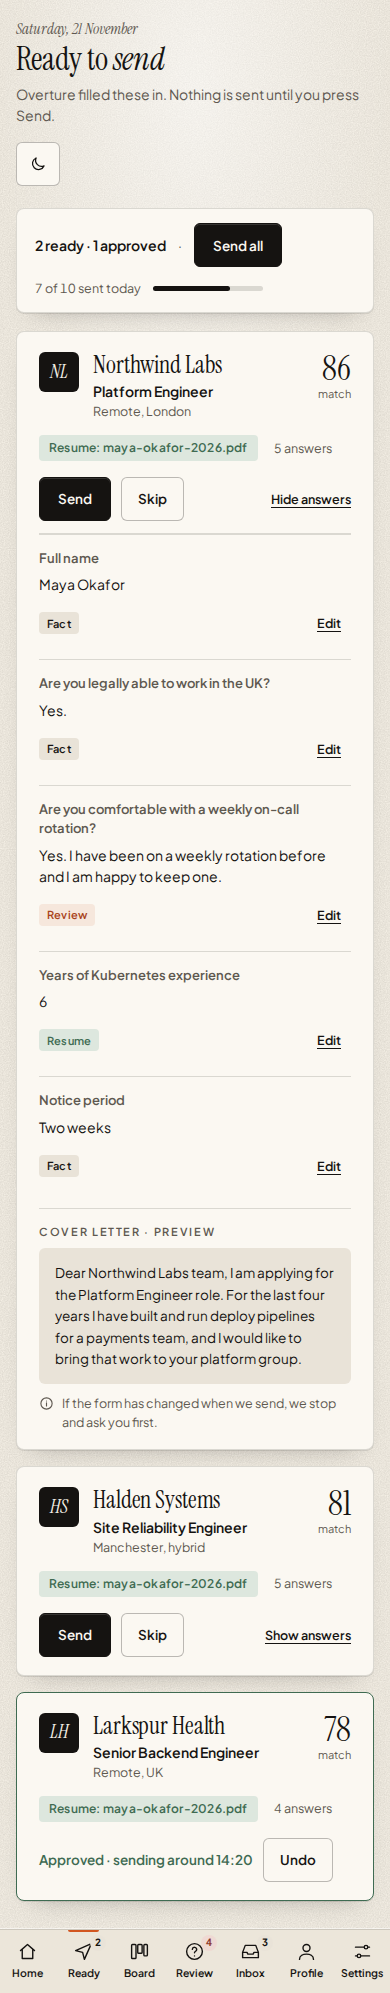 Saturday, 21 November
Ready to send
Overture filled these in. Nothing is sent until you press
Send.
2 ready · 1 approved · Send all
7 of 10 sent today
NL Northwind Labs 86
Platform Engineer match
Remote, London
Resume: maya-okafor-2026.pdf 5 answers
Send Skip Hide answers
Full name
Maya Okafor
Fact Edit
Are you legally able to work in the UK?
Yes.
Fact Edit
Are you comfortable with a weekly on-call
rotation?
Yes. I have been on a weekly rotation before
and I am happy to keep one.
Review Edit
Years of Kubernetes experience
6
Resume Edit
Notice period
Two weeks
Fact Edit
COVER LETTER · PREVIEW
Dear Northwind Labs team, I am applying for
the Platform Engineer role. For the last four
years I have built and run deploy pipelines
for a payments team, and I would like to
bring that work to your platform group.
If the form has changed when we send, we stop
and ask you first.
HS Halden Systems 81
Site Reliability Engineer match
Manchester, hybrid
Resume: maya-okafor-2026.pdf 5 answers
Send Skip Show answers
LH Larkspur Health 78
Senior Backend Engineer match
Remote, UK
Resume: maya-okafor-2026.pdf 4 answers
Approved · sending around 14:20 Undo
2 4 3
Home Ready Board Review Inbox Profile Settings